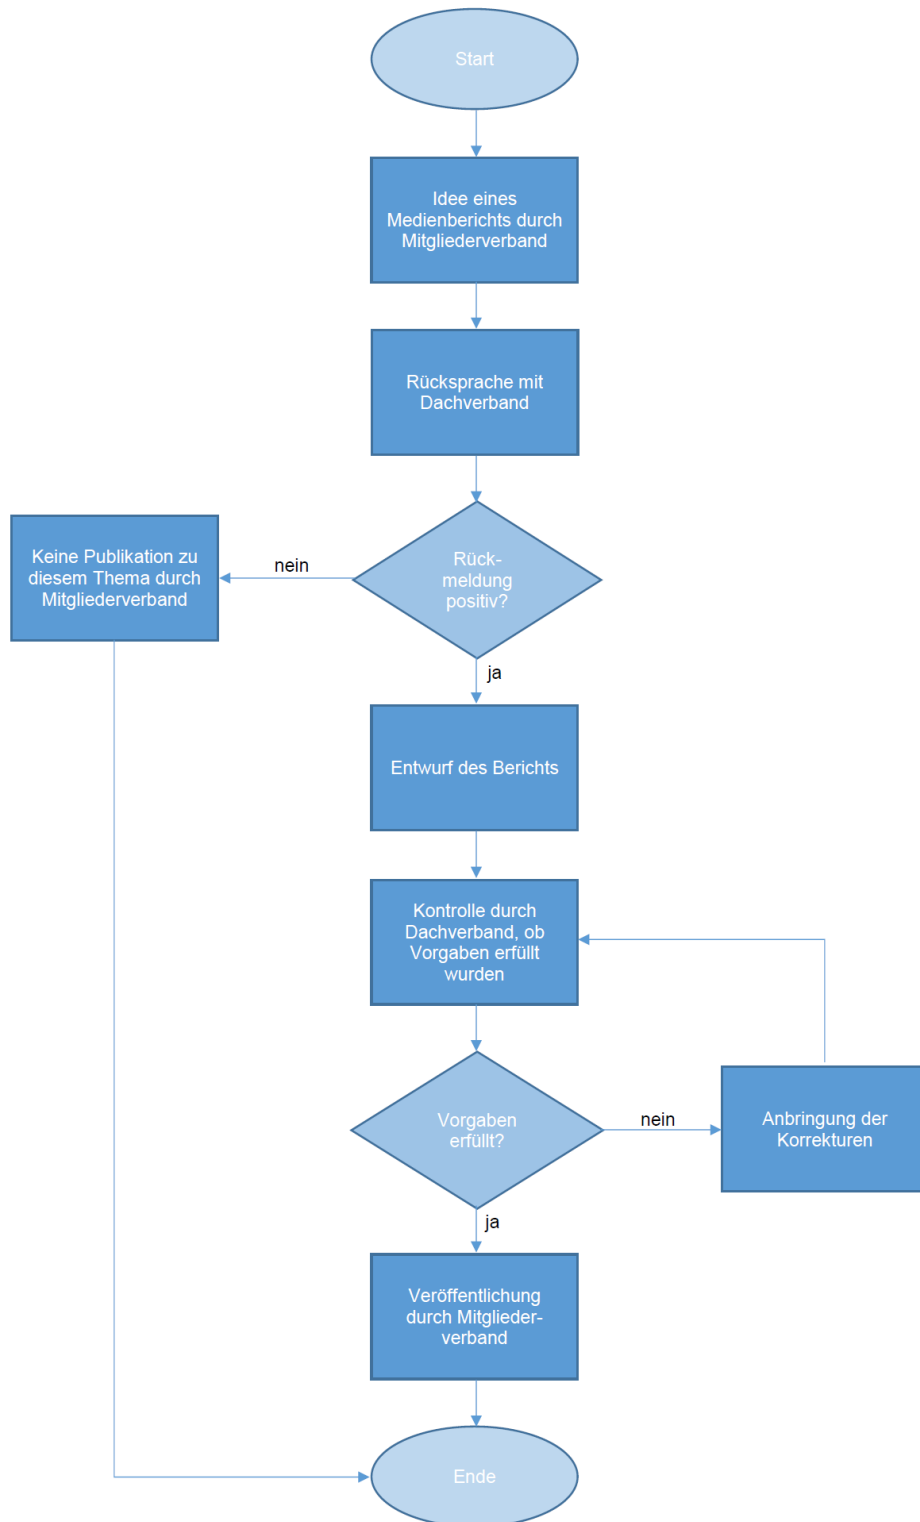 Start
Idee eines
Medienberichts durch
Mitgliederverband
Rücksprache mit
Dachverband
Rück-
meldung
positiv?
nein
Keine Publikation zu
diesem Thema durch
Mitgliederverband
ja
Entwurf des Berichts
Kontrolle durch
Dachverband, ob
Vorgaben erfüllt
wurden
Vorgaben
erfüllt?
nein
Anbringung der
Korrekturen
ja
Veröffentlichung
durch Mitglieder-
verband
Ende